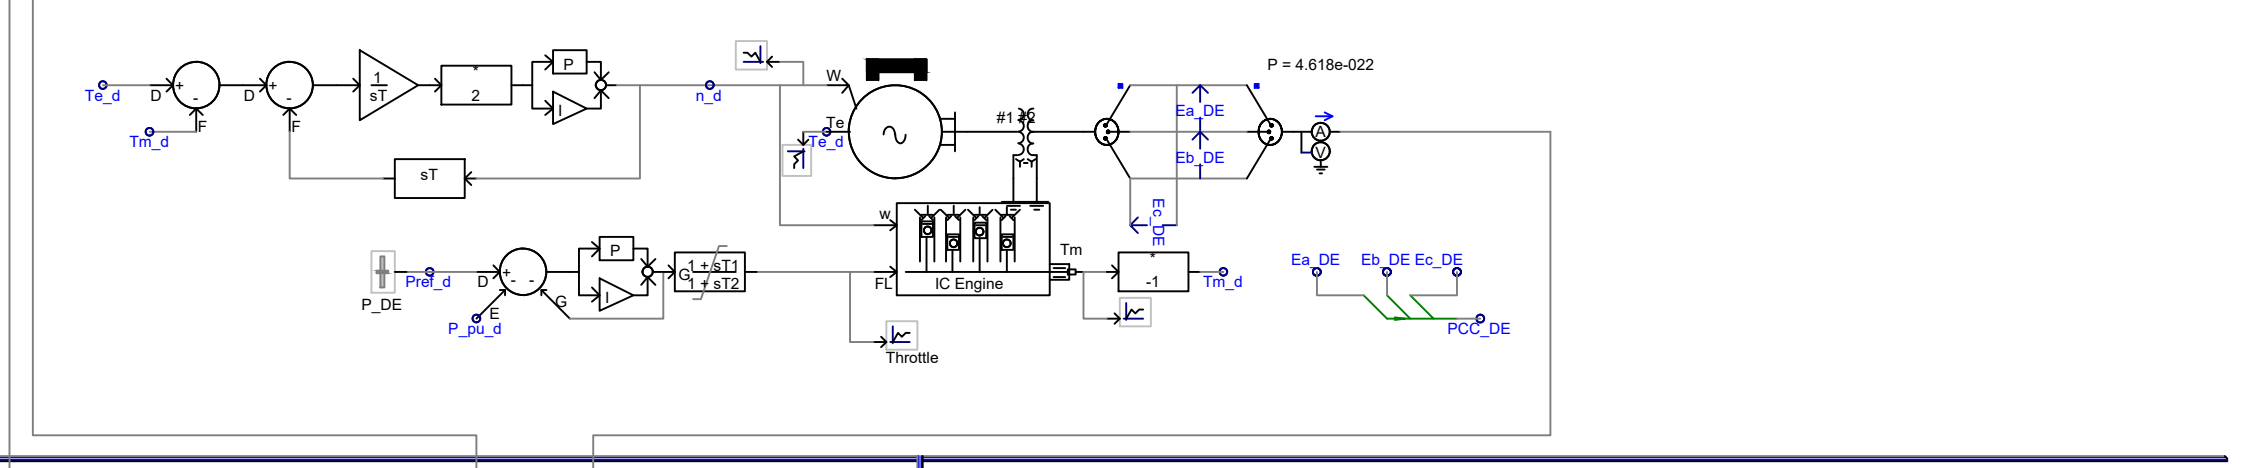 P = 4.618e-022
W
P
1
sT
*
2
I
Te_d
D
+
-
F
D
+
-
F
n_d
Tm_d
Te
Te_d
#1
#2
Y-Y
Ea_DE
Eb_DE
Ec_DE
A
V
sT
w
Tm
P_DE
Pref_d
D
+
-
-
E
G
P_pu_d
P
I
G
1 + sT1
1 + sT2
FL
IC Engine
*
-1
Tm_d
Ea_DE
Eb_DE
Ec_DE
PCC_DE
Throttle